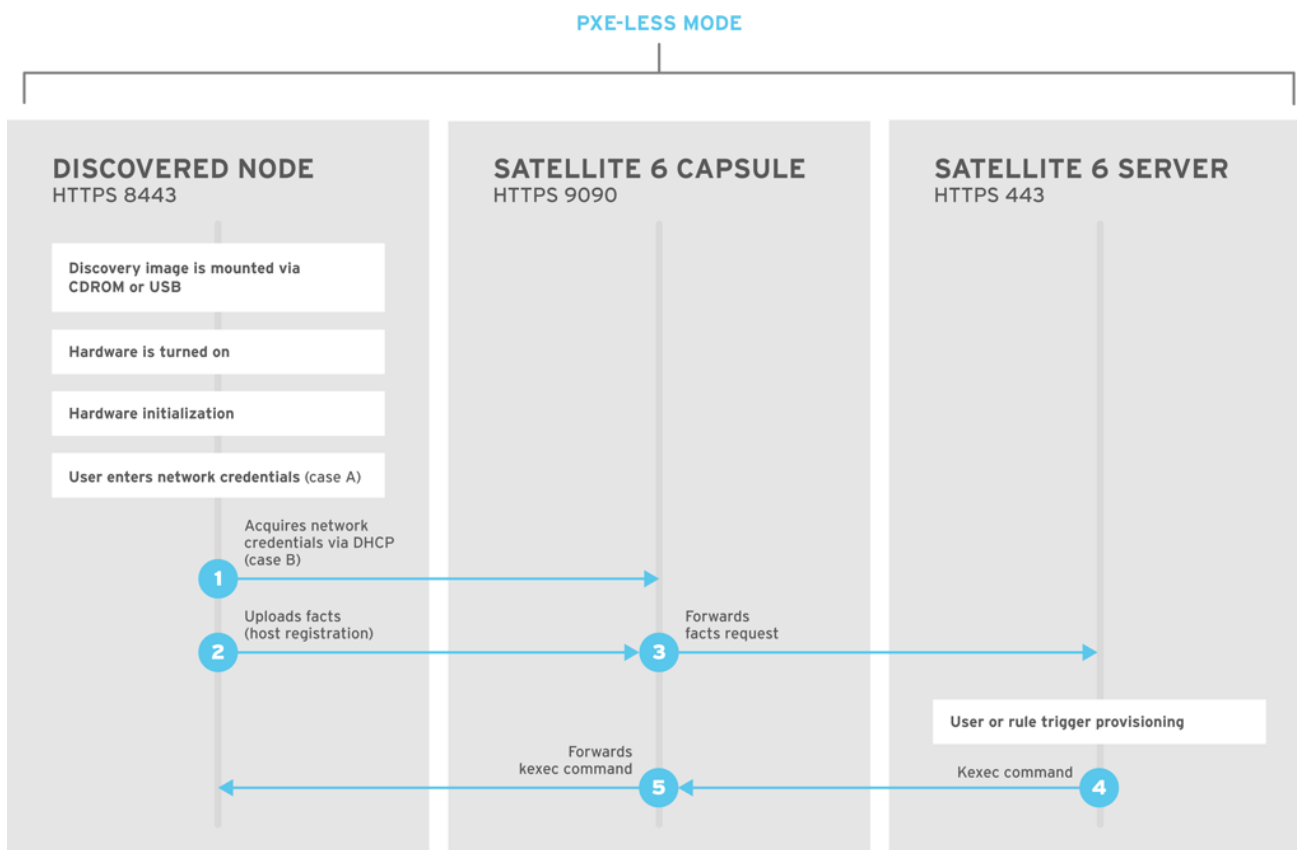 PXE-LESS MODE
DISCOVERED NODE
HTTPS 8443
SATELLITE 6 CAPSULE
HTTPS 9090
SATELLITE 6 SERVER
HTTPS 443
Discovery image is mounted via
CDROM or USB
Hardware is turned on
Hardware initialization
User enters network credentials (case A)
Acquires network
credentials via DHCP
(case B)
1
Uploads facts
(host registration)
2
Forwards
facts request
3
User or rule trigger provisioning
Kexec command
4
Forwards
kexec command
5